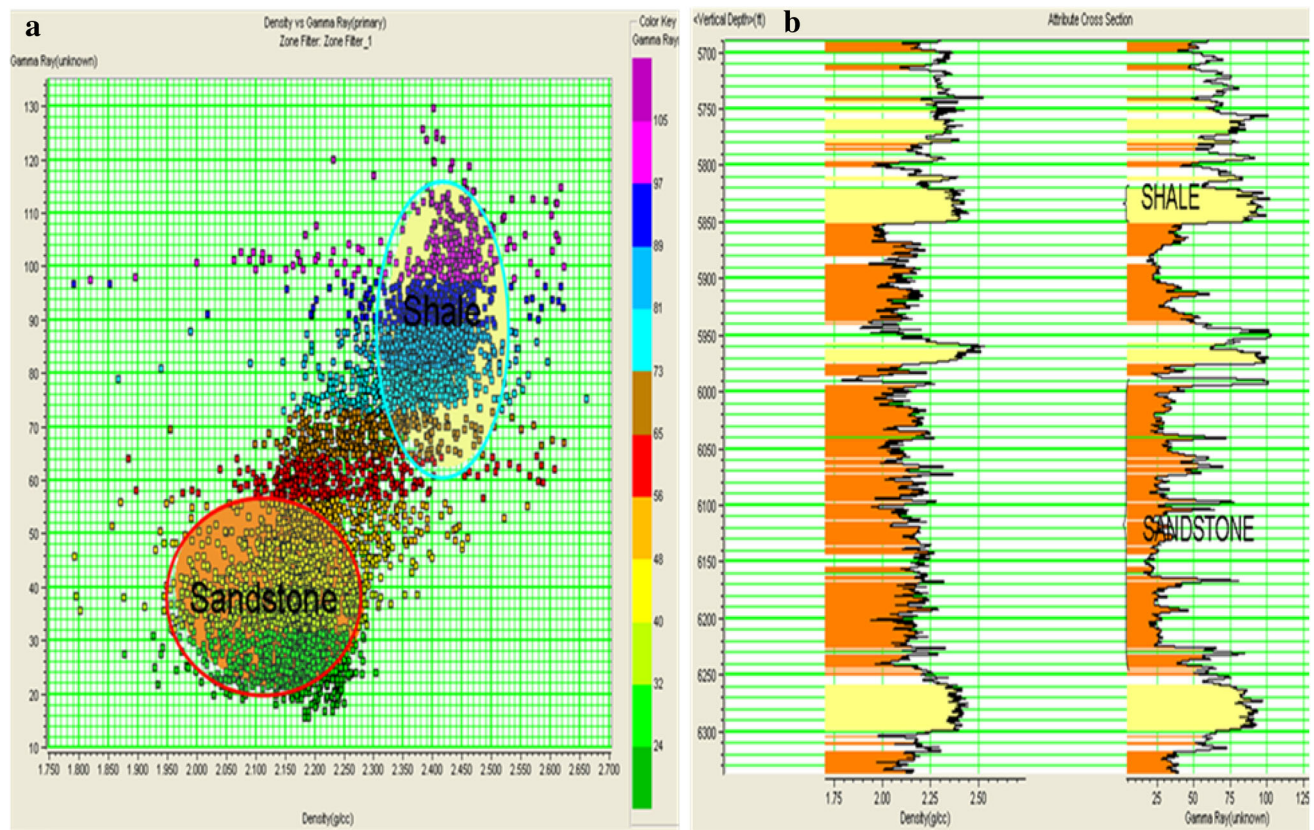 a
Density vs Gamma Ray(primary)
Zone Filter: Zone Filter_1
Gamma Ray(unknown)
Color Key
Gamma Ray(
130
120
110
100
90
80
70
60
50
40
30
20
10
1.750 1.800 1.850 1.900 1.950 2.000 2.050 2.100 2.150 2.200 2.250 2.300 2.350 2.400 2.450 2.500 2.550 2.600 2.650 2.700
Density(g/cc)
Shale
Sandstone
105
97
89
81
73
65
56
48
40
32
24
b
<Vertical Depth>(ft)
Attribute Cross Section
5700
5750
5800
5850
5900
5950
6000
6050
6100
6150
6200
6250
6300
SHALE
SANDSTONE
1.75 2.00 2.25 2.50
Density(g/cc)
25 50 75 100 125
Gamma Ray(unknown)